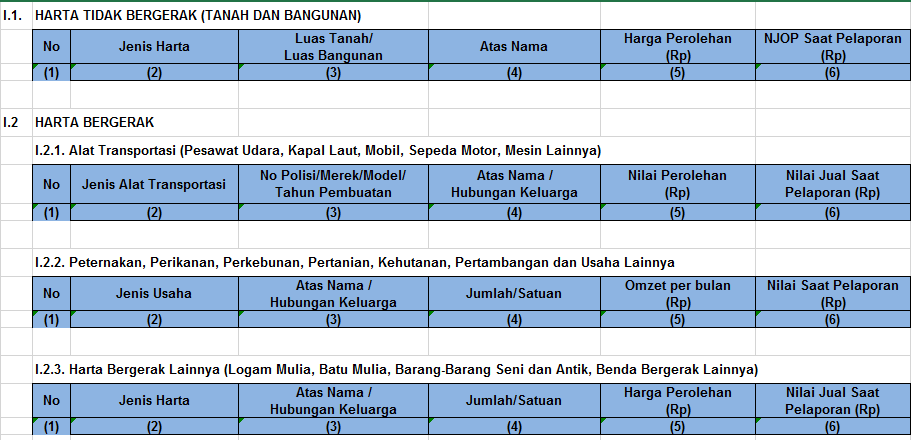 I.1. HARTA TIDAK BERGERAK (TANAH DAN BANGUNAN)
No Jenis Harta Luas Tanah/ Luas Bangunan Atas Nama Harga Perolehan (Rp) NJOP Saat Pelaporan (Rp)
(1) (2) (3) (4) (5) (6)
I.2 HARTA BERGERAK
I.2.1. Alat Transportasi (Pesawat Udara, Kapal Laut, Mobil, Sepeda Motor, Mesin Lainnya)
No Jenis Alat Transportasi No Polisi/Merek/Model/ Tahun Pembuatan Atas Nama / Hubungan Keluarga Nilai Perolehan (Rp) Nilai Jual Saat Pelaporan (Rp)
(1) (2) (3) (4) (5) (6)
I.2.2. Peternakan, Perikanan, Perkebunan, Pertanian, Kehutanan, Pertambangan dan Usaha Lainnya
No Jenis Usaha Atas Nama / Hubungan Keluarga Jumlah/Satuan Omzet per bulan (Rp) Nilai Saat Pelaporan (Rp)
(1) (2) (3) (4) (5) (6)
I.2.3. Harta Bergerak Lainnya (Logam Mulia, Batu Mulia, Barang-Barang Seni dan Antik, Benda Bergerak Lainnya)
No Jenis Harta Atas Nama / Hubungan Keluarga Jumlah/Satuan Harga Perolehan (Rp) Nilai Jual Saat Pelaporan (Rp)
(1) (2) (3) (4) (5) (6)